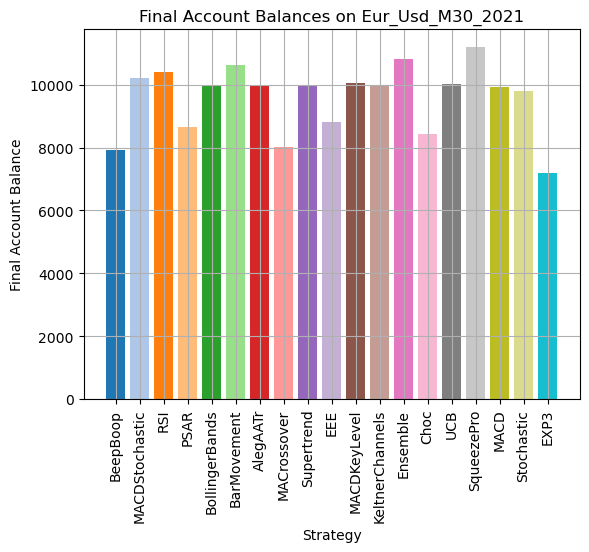 Final Account Balances on Eur_Usd_M30_2021
Final Account Balance
10000
8000
6000
4000
2000
0
BeepBoop
MACDStochastic
RSI
PSAR
BollingerBands
BarMovement
AlegAATr
MACrossover
Supertrend
EEE
MACDKeyLevel
KeltnerChannels
Ensemble
Choc
UCB
SqueezePro
MACD
Stochastic
EXP3
Strategy